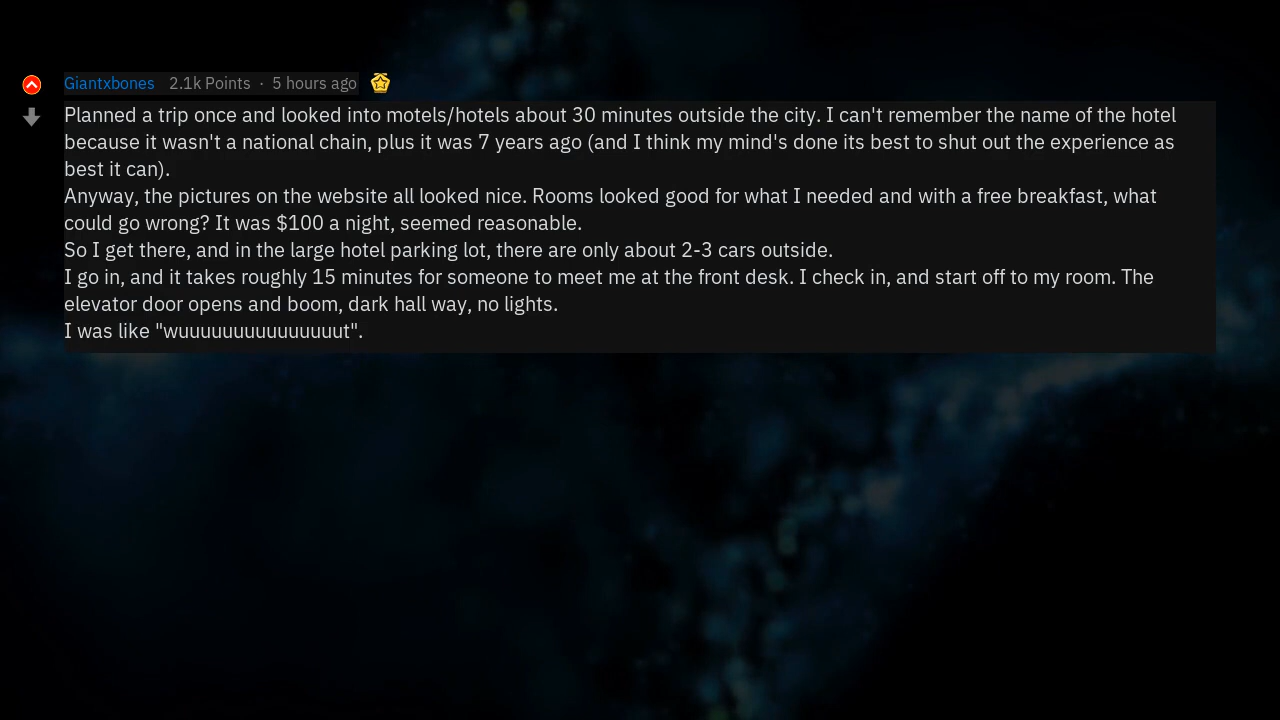 Giantxbones 2.1k Points · 5 hours ago
Planned a trip once and looked into motels/hotels about 30 minutes outside the city. I can't remember the name of the hotel
because it wasn't a national chain, plus it was 7 years ago (and I think my mind's done its best to shut out the experience as
best it can).
Anyway, the pictures on the website all looked nice. Rooms looked good for what I needed and with a free breakfast, what
could go wrong? It was $100 a night, seemed reasonable.
So I get there, and in the large hotel parking lot, there are only about 2-3 cars outside.
I go in, and it takes roughly 15 minutes for someone to meet me at the front desk. I check in, and start off to my room. The
elevator door opens and boom, dark hall way, no lights.
I was like "wuuuuuuuuuuuuuuut".